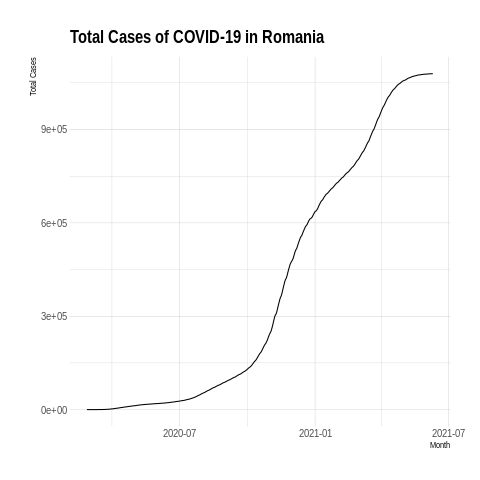 Total Cases of COVID-19 in Romania
Total Cases
9e+05
6e+05
3e+05
0e+00
2020-07
2021-01
2021-07
Month